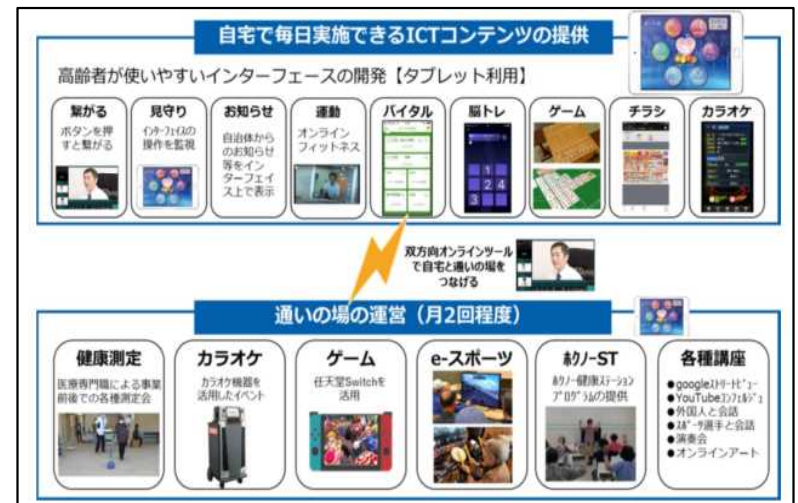 自宅で毎日実施できるICTコンテンツの提供
高齢者が使いやすいインターフェースの開発【タブレット利用】
繋がる
ボタンを押
すと繋がる
見守り
インターフェイスの
操作を監視
お知らせ
自治体から
のお知らせ
等をイン
ターフェイ
ス上で表示
運動
オンライン
フィットネス
バイタル
脳トレ
1
2 4
3
ゲーム
チラシ
カラオケ
双方向オンラインツール
で自宅と通いの場を
つなげる
通いの場の運営（月2回程度）
健康測定
医療専門職による事業
前後での各種測定会
カラオケ
カラオケ機器を
活用したイベント
ゲーム
任天堂Switchを
活用
e-スポーツ
ホクノーST
ホクノー健康ステーション
プログラムの提供
各種講座
●googleストリートビュー
●YouTubeコンシェルジュ
●外国人と会話
●スポーツ選手と会話
●演奏会
●オンラインアート